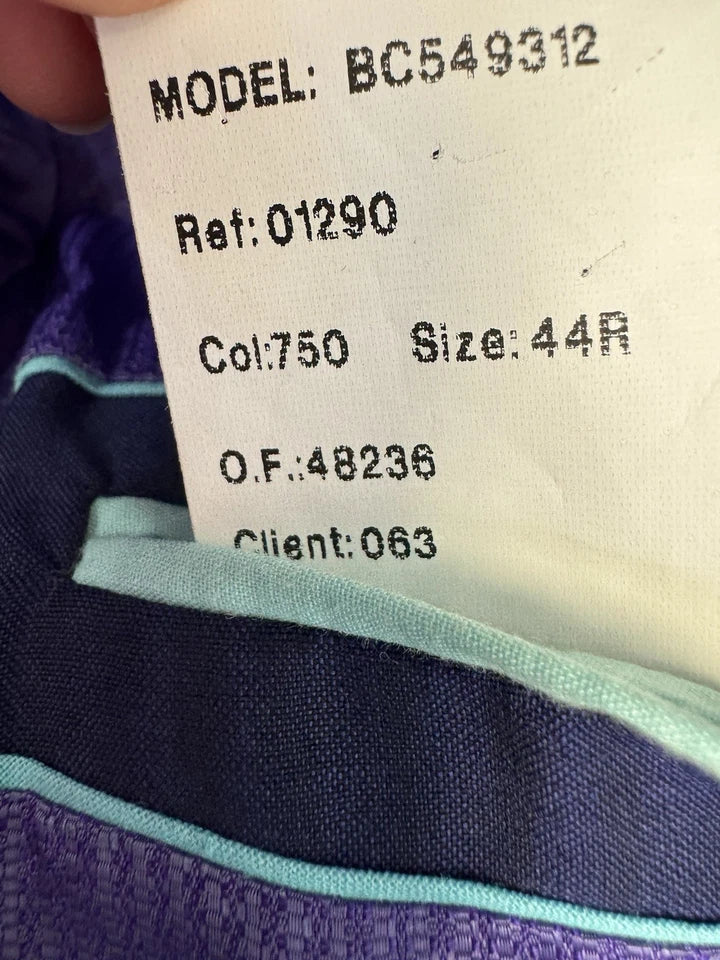 MODEL: BC549312
Ref: 01290
Col:750 Size: 44R
O.F.:48236
Client: 063